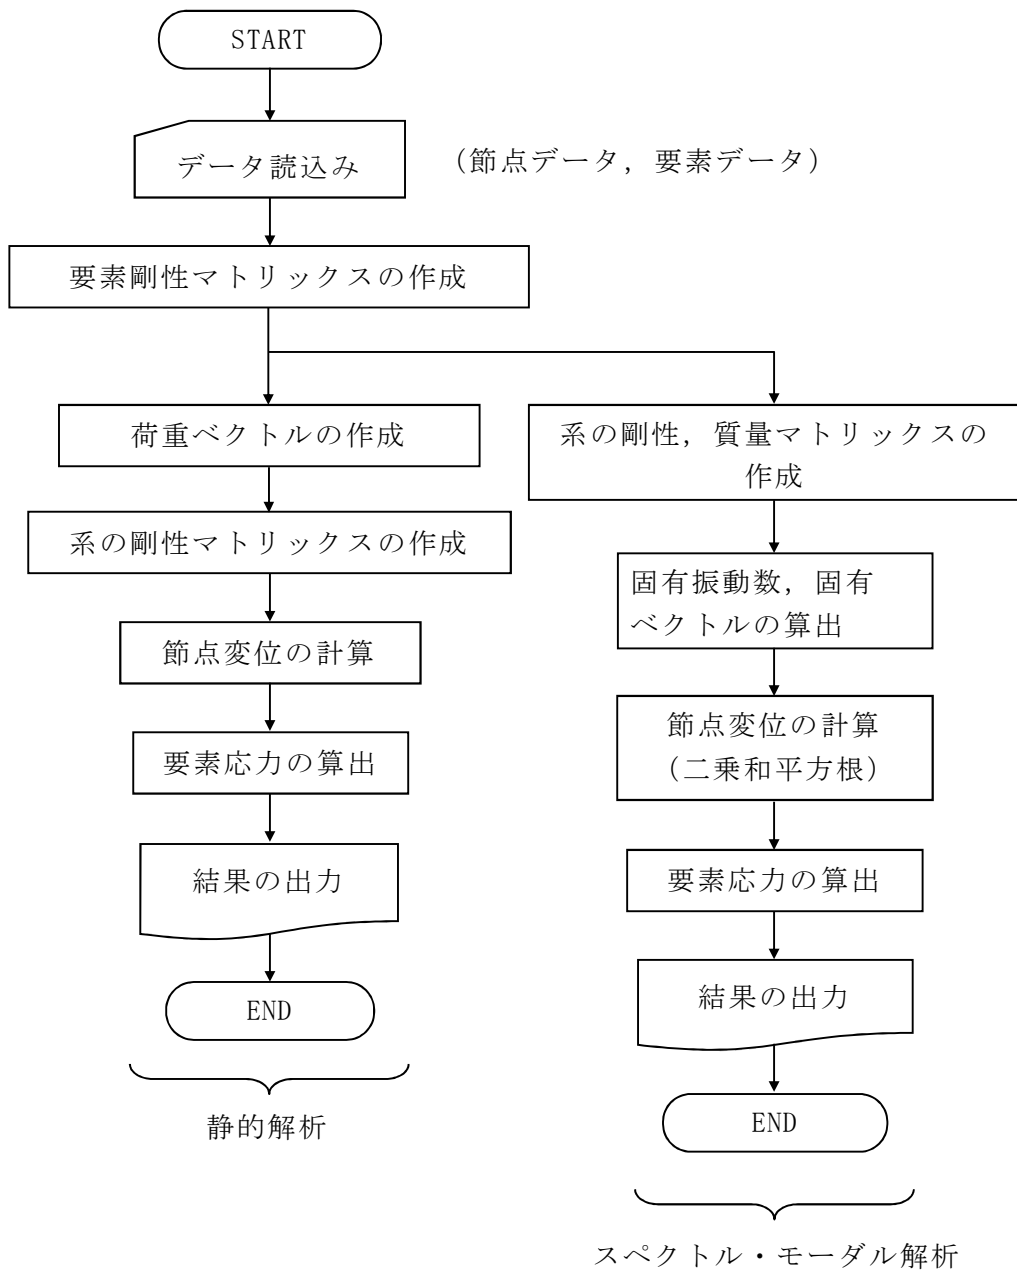 START
データ読込み
（節点データ，要素データ）
要素剛性マトリックスの作成
荷重ベクトルの作成
系の剛性マトリックスの作成
節点変位の計算
要素応力の算出
結果の出力
END
静的解析
系の剛性，質量マトリックスの
作成
固有振動数，固有
ベクトルの算出
節点変位の計算
（二乗和平方根）
要素応力の算出
結果の出力
END
スペクトル・モーダル解析